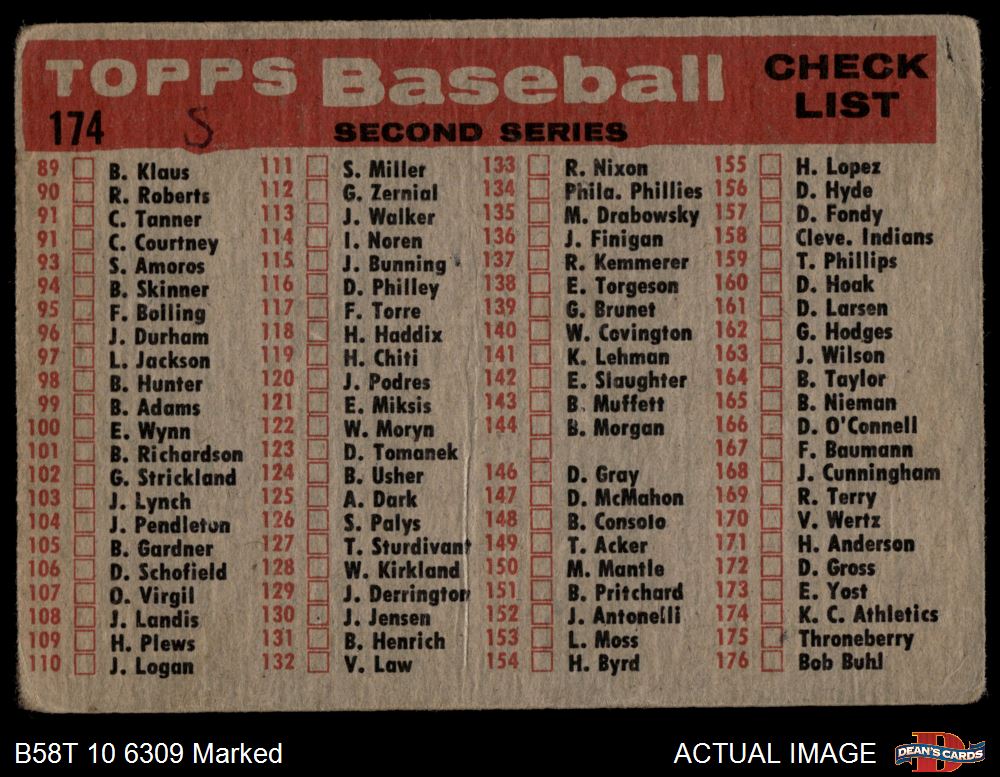 TOPPS Baseball CHECK LIST
174 S SECOND SERIES
89 B. Klaus 111 S. Miller 133 R. Nixon 155 H. Lopez
90 R. Roberts 112 G. Zernial 134 Phila. Phillies 156 D. Hyde
91 C. Tanner 113 J. Walker 135 M. Drabowsky 157 D. Fondy
91 C. Courtney 114 I. Noren 136 J. Finigan 158 Cleve. Indians
93 S. Amoros 115 J. Bunning 137 R. Kemmerer 159 T. Phillips
94 B. Skinner 116 D. Philley 138 E. Torgeson 160 D. Hoak
95 F. Bolling 117 F. Torre 139 G. Brunet 161 D. Larsen
96 J. Durham 118 H. Haddix 140 W. Covington 162 G. Hodges
97 L. Jackson 119 H. Chiti 141 K. Lehman 163 J. Wilson
98 B. Hunter 120 J. Podres 142 E. Slaughter 164 B. Taylor
99 B. Adams 121 E. Miksis 143 B. Muffett 165 B. Nieman
100 E. Wynn 122 W. Moryn 144 B. Morgan 166 D. O'Connell
101 B. Richardson 123 D. Tomanek 167 F. Baumann
102 G. Strickland 124 B. Usher 146 D. Gray 168 J. Cunningham
103 J. Lynch 125 A. Dark 147 D. McMahon 169 R. Terry
104 J. Pendleton 126 S. Palys 148 B. Consolo 170 V. Wertz
105 B. Gardner 127 T. Sturdivant 149 T. Acker 171 H. Anderson
106 D. Schofield 128 W. Kirkland 150 M. Mantle 172 D. Gross
107 O. Virgil 129 J. Derrington 151 B. Pritchard 173 E. Yost
108 J. Landis 130 J. Jensen 152 J. Antonelli 174 K. C. Athletics
109 H. Plews 131 B. Henrich 153 L. Moss 175 Throneberry
110 J. Logan 132 V. Law 154 H. Byrd 176 Bob Buhl
B58T 10 6309 Marked ACTUAL IMAGE DEAN'S CARDS